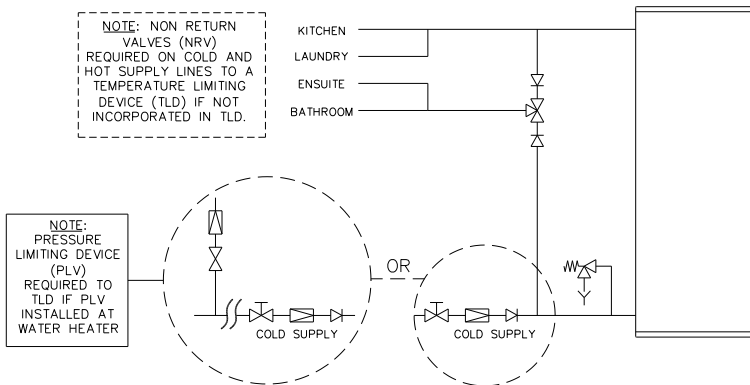 NOTE: NON RETURN
VALVES (NRV)
REQUIRED ON COLD AND
HOT SUPPLY LINES TO A
TEMPERATURE LIMITING
DEVICE (TLD) IF NOT
INCORPORATED IN TLD.
KITCHEN
LAUNDRY
ENSUITE
BATHROOM
NOTE:
PRESSURE
LIMITING DEVICE
(PLV)
REQUIRED TO
TLD IF PLV
INSTALLED AT
WATER HEATER
OR
COLD SUPPLY
COLD SUPPLY